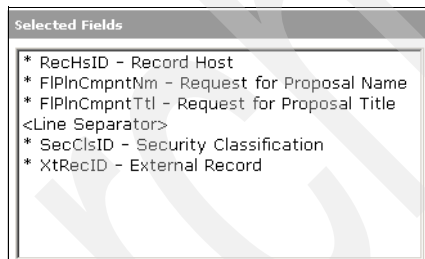 Selected Fields
* RecHsID - Record Host
* FlPlnCmpntNm - Request for Proposal Name
* FlPlnCmpntTtl - Request for Proposal Title
<Line Separator>
* SecClsID - Security Classification
* XtRecID - External Record